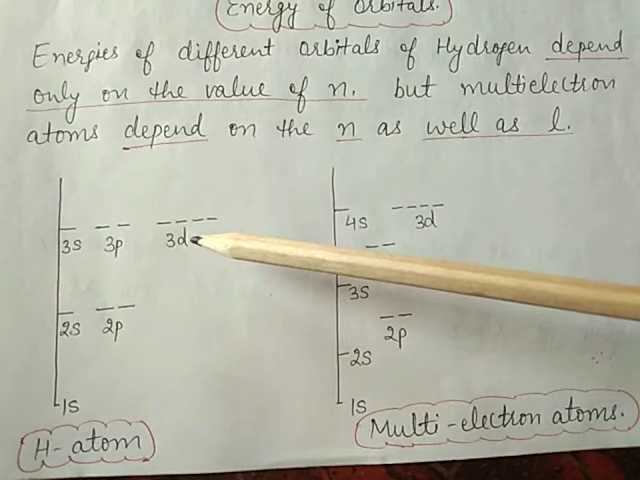 Energy of Orbitals.
Energies of different Orbitals of Hydrogen depend
only on the value of n. but multielectron
atoms depend on the n as well as l.
3s 3p 3d
2s 2p
1s
H-atom
4s 3d
3s
2p
2s
1s
Multi-electron atoms.